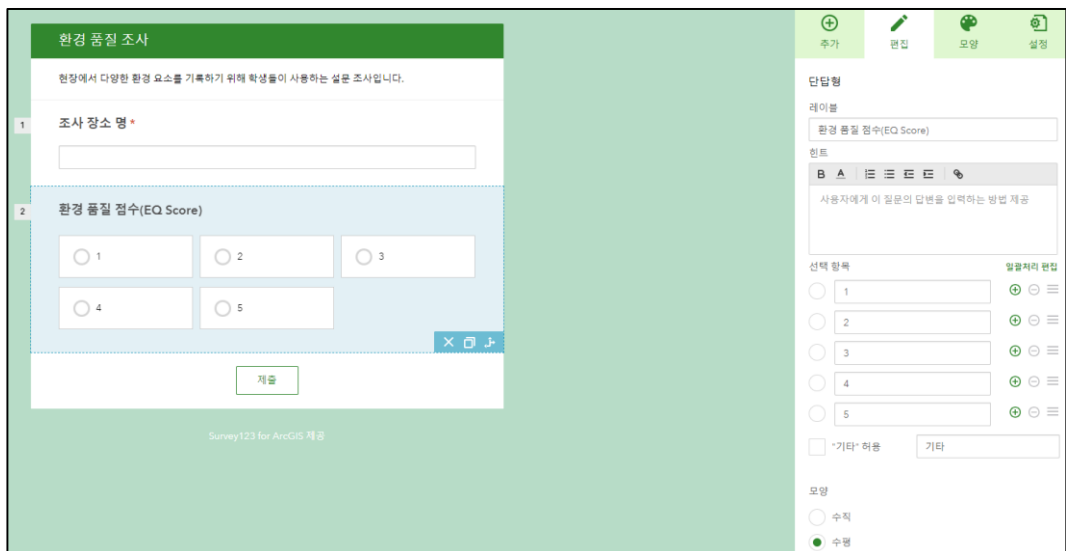 환경 품질 조사
현장에서 다양한 환경 요소를 기록하기 위해 학생들이 사용하는 설문 조사입니다.
1
조사 장소 명 *
2
환경 품질 점수(EQ Score)
1
2
3
4
5
제출
Survey123 for ArcGIS 제공
추가
편집
모양
설정
단답형
레이블
환경 품질 점수(EQ Score)
힌트
B A
사용자에게 이 질문의 답변을 입력하는 방법 제공
선택 항목 일괄처리 편집
1
2
3
4
5
"기타" 허용 기타
모양
수직
수평